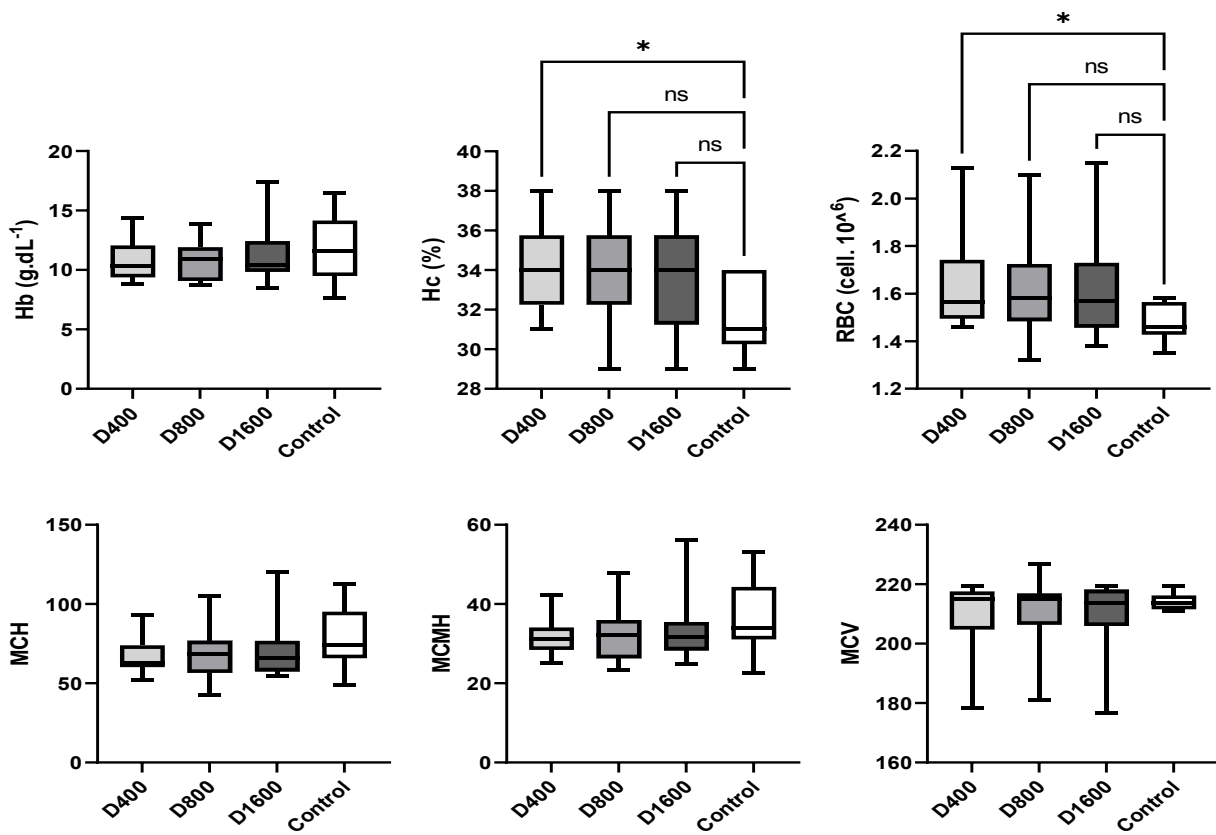 *
ns
ns
Hb (g.dL-1)
20
15
10
5
0
D400
D800
D1600
Control
*
ns
ns
Hc (%)
40
38
36
34
32
30
28
D400
D800
D1600
Control
RBC (cell. 10^6)
2.2
2.0
1.8
1.6
1.4
1.2
D400
D800
D1600
Control
MCH
150
100
50
0
D400
D800
D1600
Control
MCMH
60
40
20
0
D400
D800
D1600
Control
MCV
240
220
200
180
160
D400
D800
D1600
Control